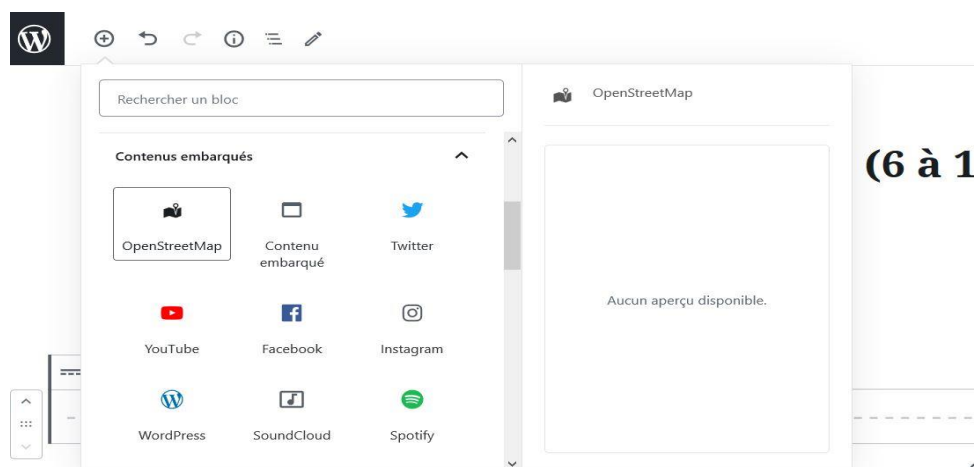 Rechercher un bloc
OpenStreetMap
Contenus embarqués
(6 à 1
OpenStreetMap
Contenu
embarqué
Twitter
Aucun aperçu disponible.
YouTube
Facebook
Instagram
WordPress
SoundCloud
Spotify